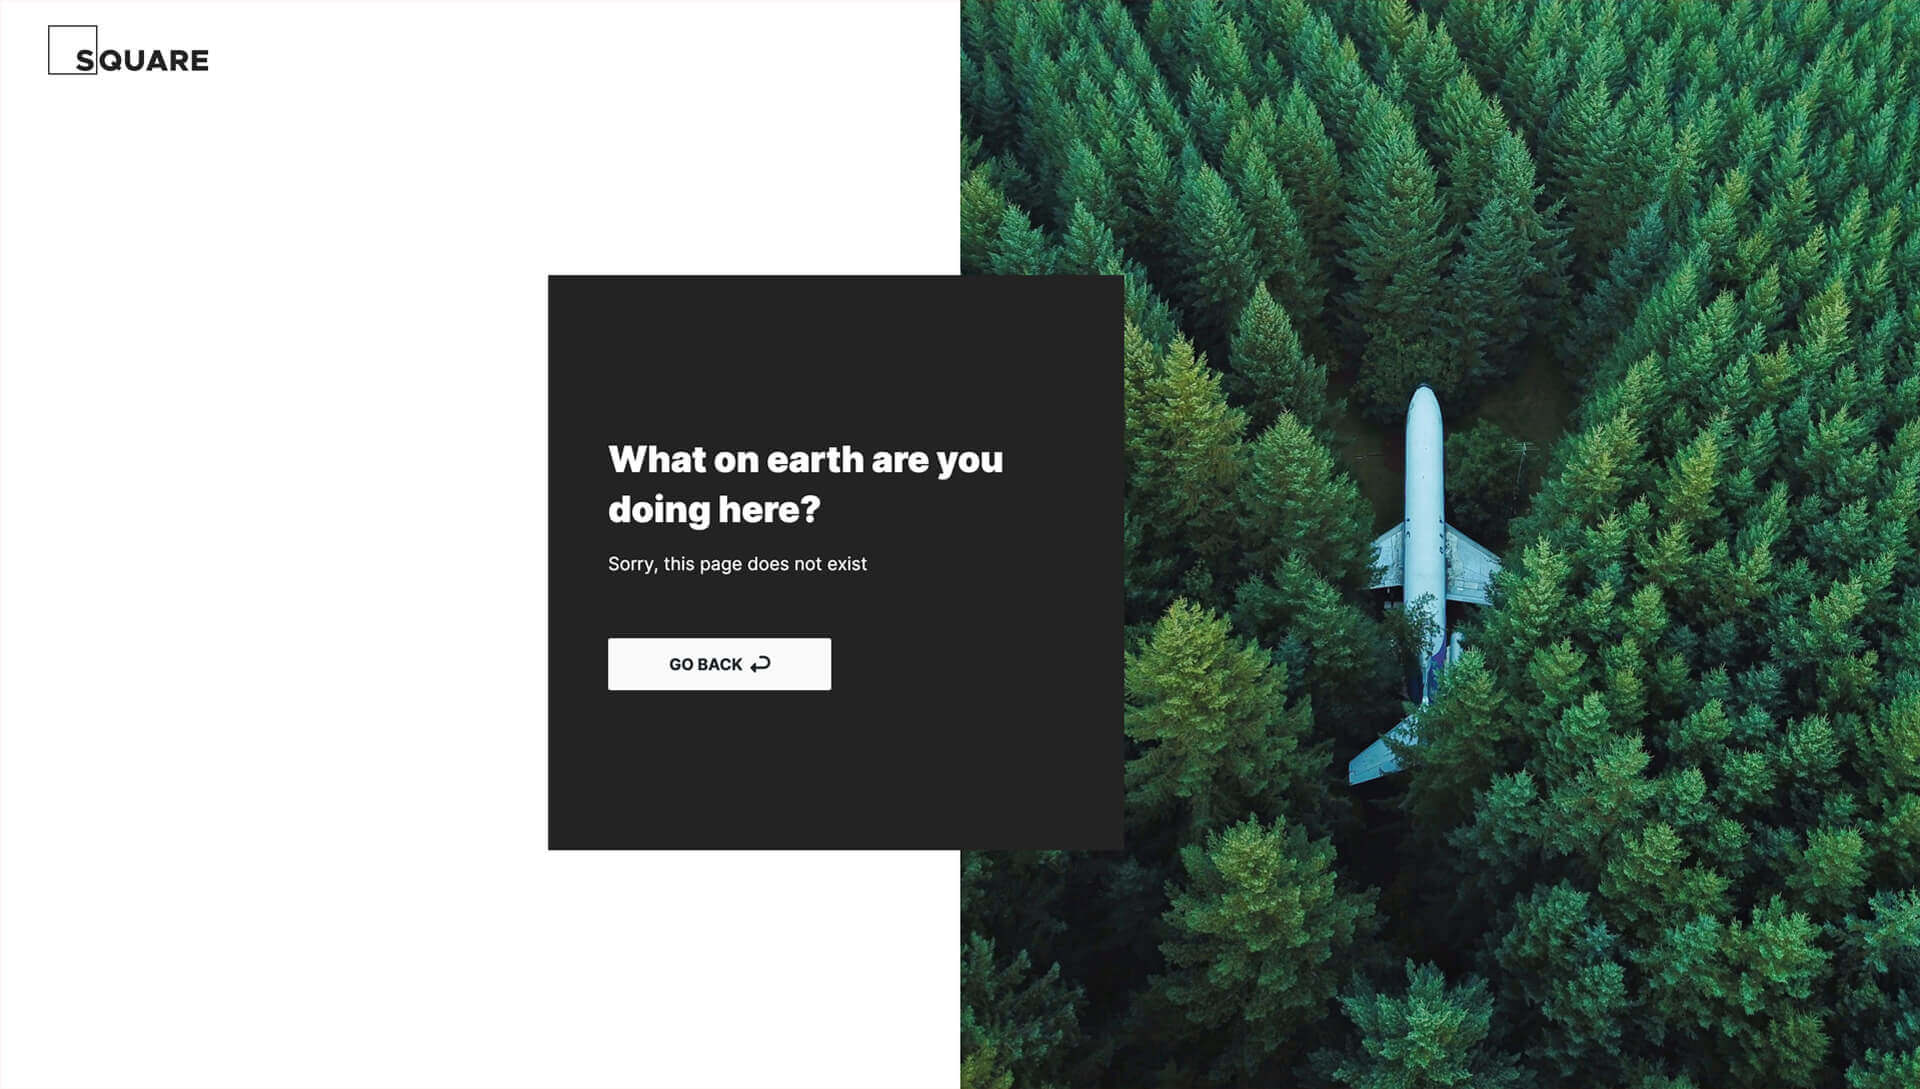 SQUARE
What on earth are you
doing here?
Sorry, this page does not exist
GO BACK